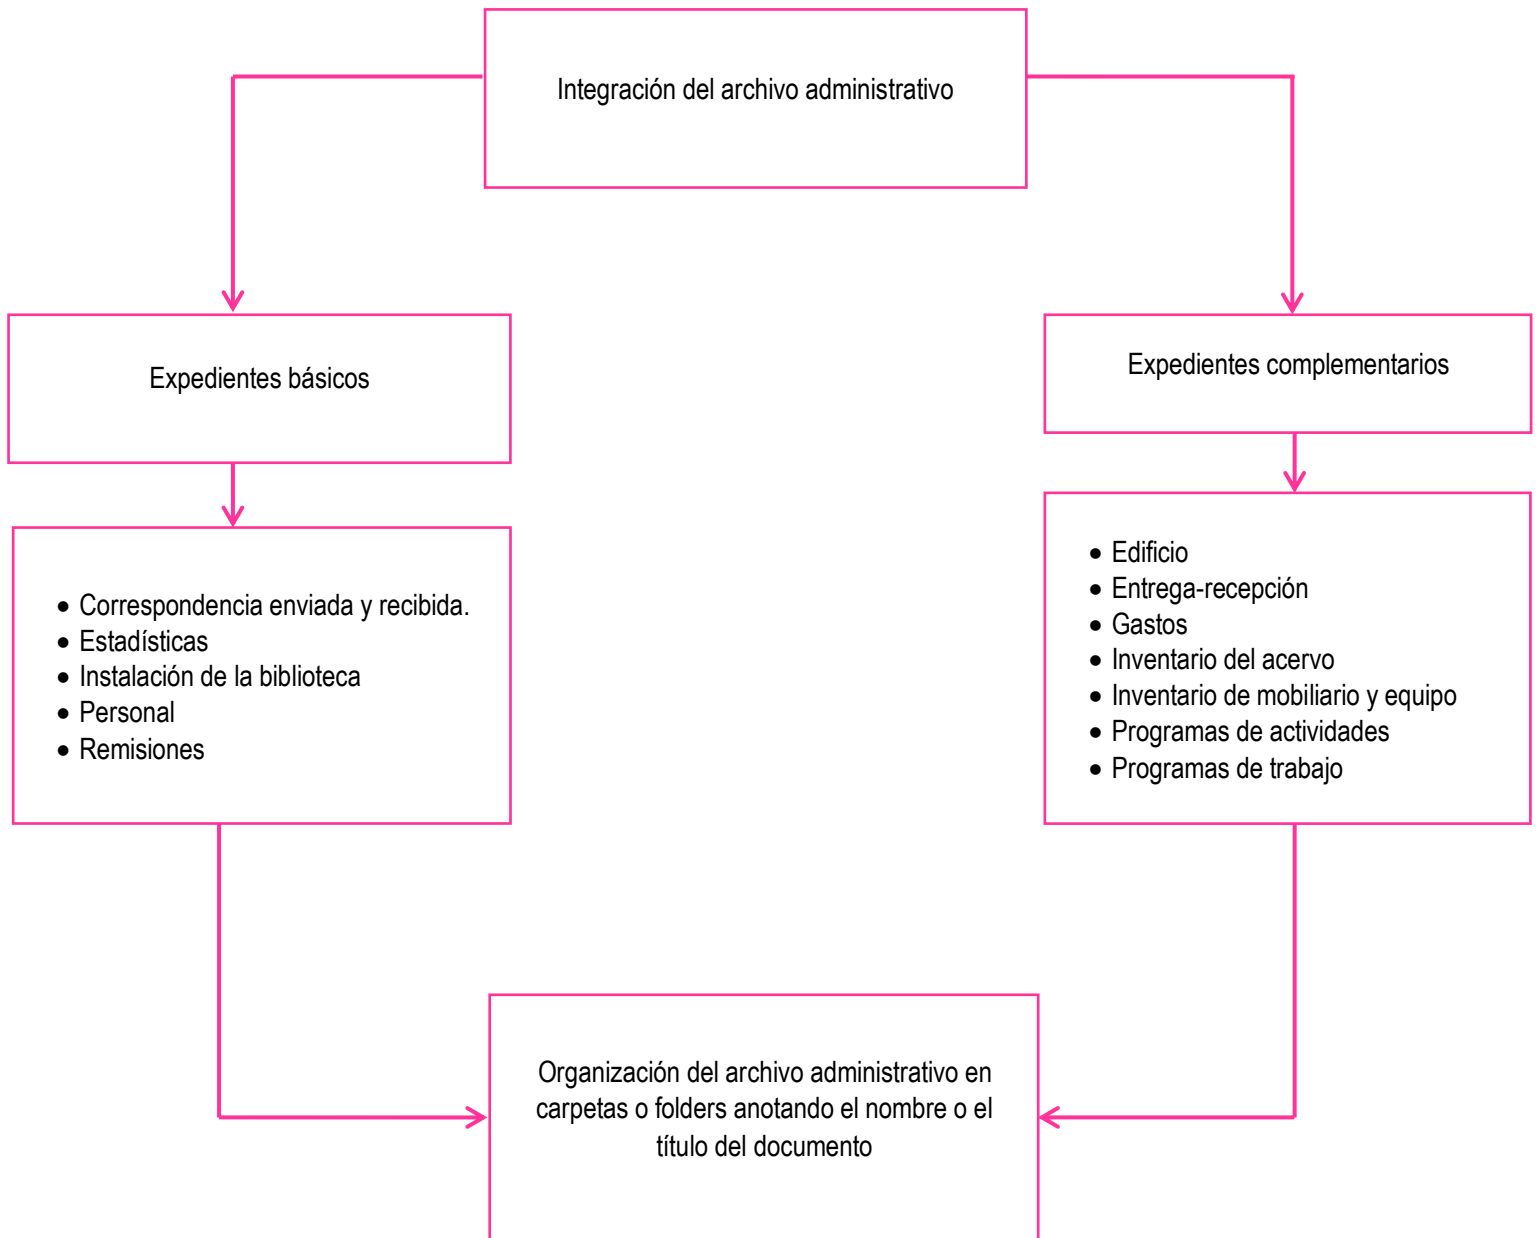 Integración del archivo administrativo
Expedientes básicos
Expedientes complementarios
• Correspondencia enviada y recibida.
• Estadísticas
• Instalación de la biblioteca
• Personal
• Remisiones
• Edificio
• Entrega-recepción
• Gastos
• Inventario del acervo
• Inventario de mobiliario y equipo
• Programas de actividades
• Programas de trabajo
Organización del archivo administrativo en
carpetas o folders anotando el nombre o el
título del documento